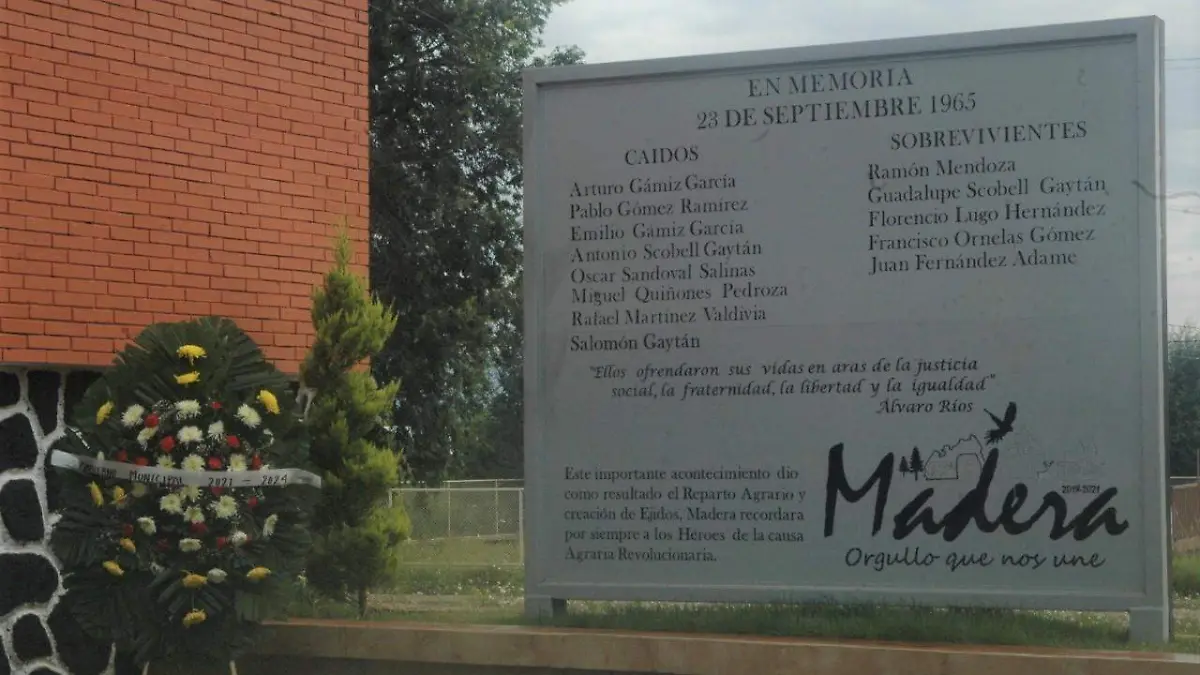 EN MEMORIA
23 DE SEPTIEMBRE 1965
CAIDOS
Arturo Gámiz García
Pablo Gómez Ramírez
Emilio Gámiz García
Antonio Scobell Gaytán
Oscar Sandoval Salinas
Miguel Quiñones Pedroza
Rafael Martínez Valdivia
Salomón Gaytán
SOBREVIVIENTES
Ramón Mendoza
Guadalupe Scobell Gaytán
Florencio Lugo Hernández
Francisco Ornelas Gómez
Juan Fernández Adame
"Ellos ofrendaron sus vidas en aras de la justicia
social, la fraternidad, la libertad y la igualdad"
Álvaro Ríos
Este importante acontecimiento dio
como resultado el Reparto Agrario y
creación de Ejidos, Madera recordara
por siempre a los Héroes de la causa
Agraria Revolucionaria.
Madera
2018-2021
Orgullo que nos une
MUNICIPAL 2021 - 2024